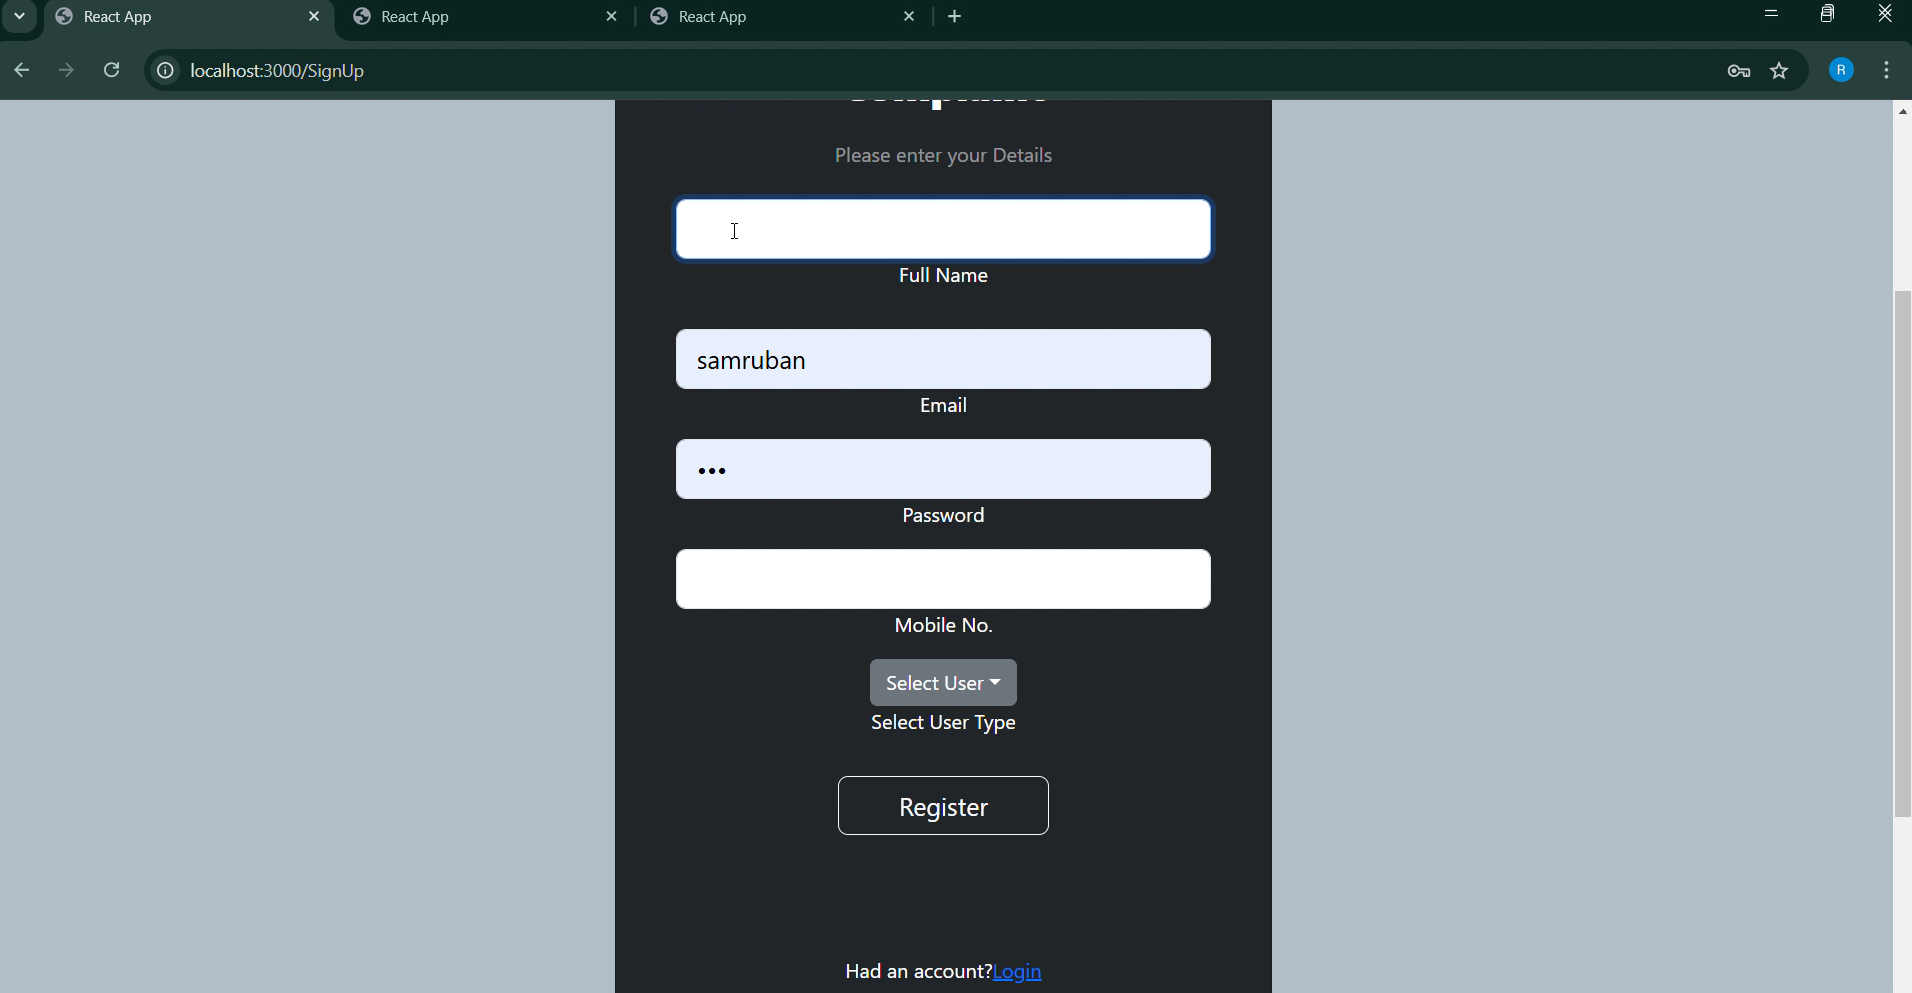 React App
React App
React App
localhost:3000/SignUp
R
Please enter your Details
Full Name
samruban
Email
•••
Password
Mobile No.
Select User
Select User Type
Register
Had an account?Login